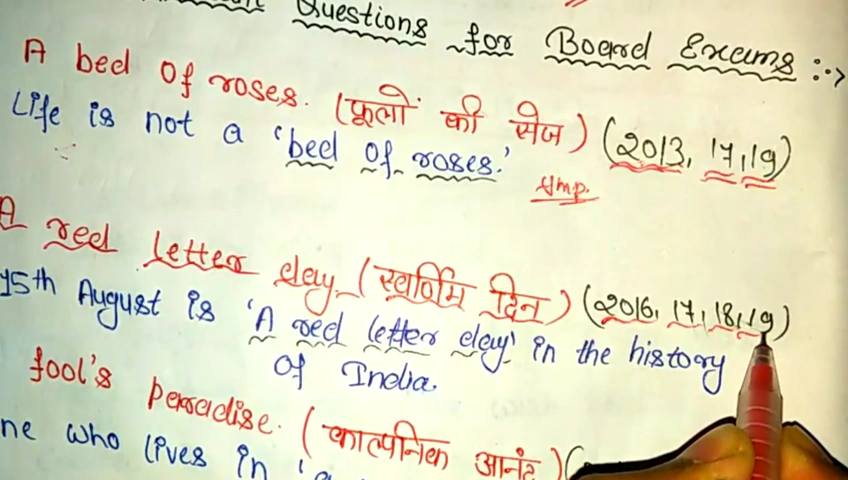 Questions for Board Exams :->
A bed of roses. (फूलों की सेज) (2013, 17, 19)
Life is not a 'bed of roses.'
Imp.
A red letter day. (स्वर्णिम दिन) (2016, 17, 18, 19)
15th August is 'A red letter day' in the history
of India.
fool's paradise. (काल्पनिक आनंद) (
ne who lives in '